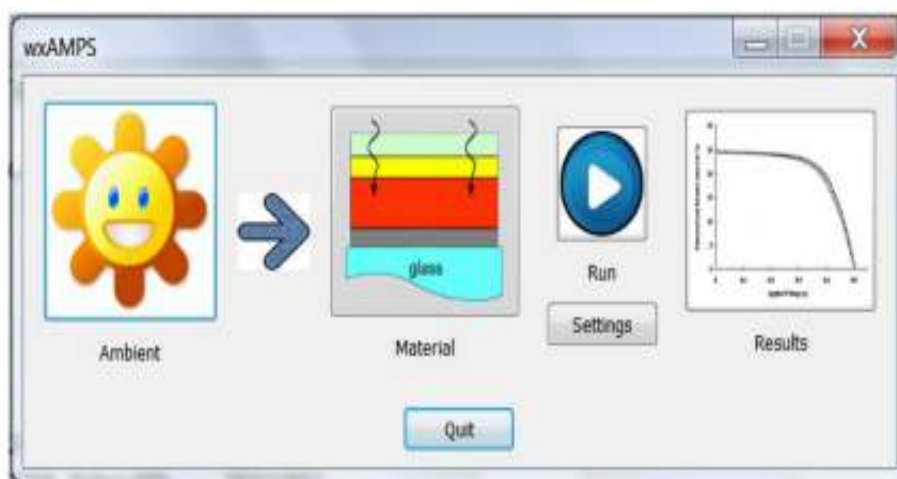 wxAMPS
glass
Ambient
Material
Run
Settings
Results
Quit